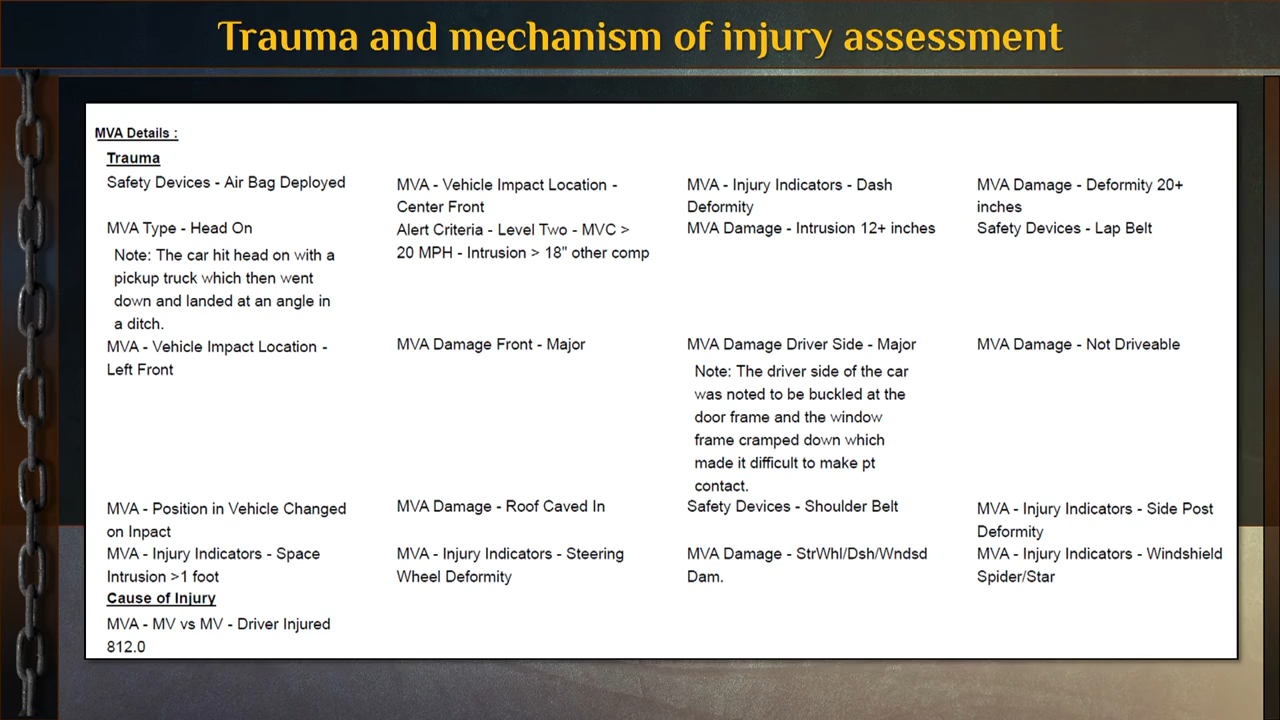 Trauma and mechanism of injury assessment
MVA Details :
Trauma
Safety Devices - Air Bag Deployed
MVA - Vehicle Impact Location -
Center Front
MVA - Injury Indicators - Dash
Deformity
MVA Damage - Deformity 20+
inches
MVA Type - Head On
Note: The car hit head on with a
pickup truck which then went
down and landed at an angle in
a ditch.
Alert Criteria - Level Two - MVC >
20 MPH - Intrusion > 18" other comp
MVA Damage - Intrusion 12+ inches
Safety Devices - Lap Belt
MVA - Vehicle Impact Location -
Left Front
MVA Damage Front - Major
MVA Damage Driver Side - Major
Note: The driver side of the car
was noted to be buckled at the
door frame and the window
frame cramped down which
made it difficult to make pt
contact.
MVA Damage - Not Driveable
MVA - Position in Vehicle Changed
on Inpact
MVA Damage - Roof Caved In
Safety Devices - Shoulder Belt
MVA - Injury Indicators - Side Post
Deformity
MVA - Injury Indicators - Space
Intrusion >1 foot
MVA - Injury Indicators - Steering
Wheel Deformity
MVA Damage - StrWhl/Dsh/Wndsd
Dam.
MVA - Injury Indicators - Windshield
Spider/Star
Cause of Injury
MVA - MV vs MV - Driver Injured
812.0